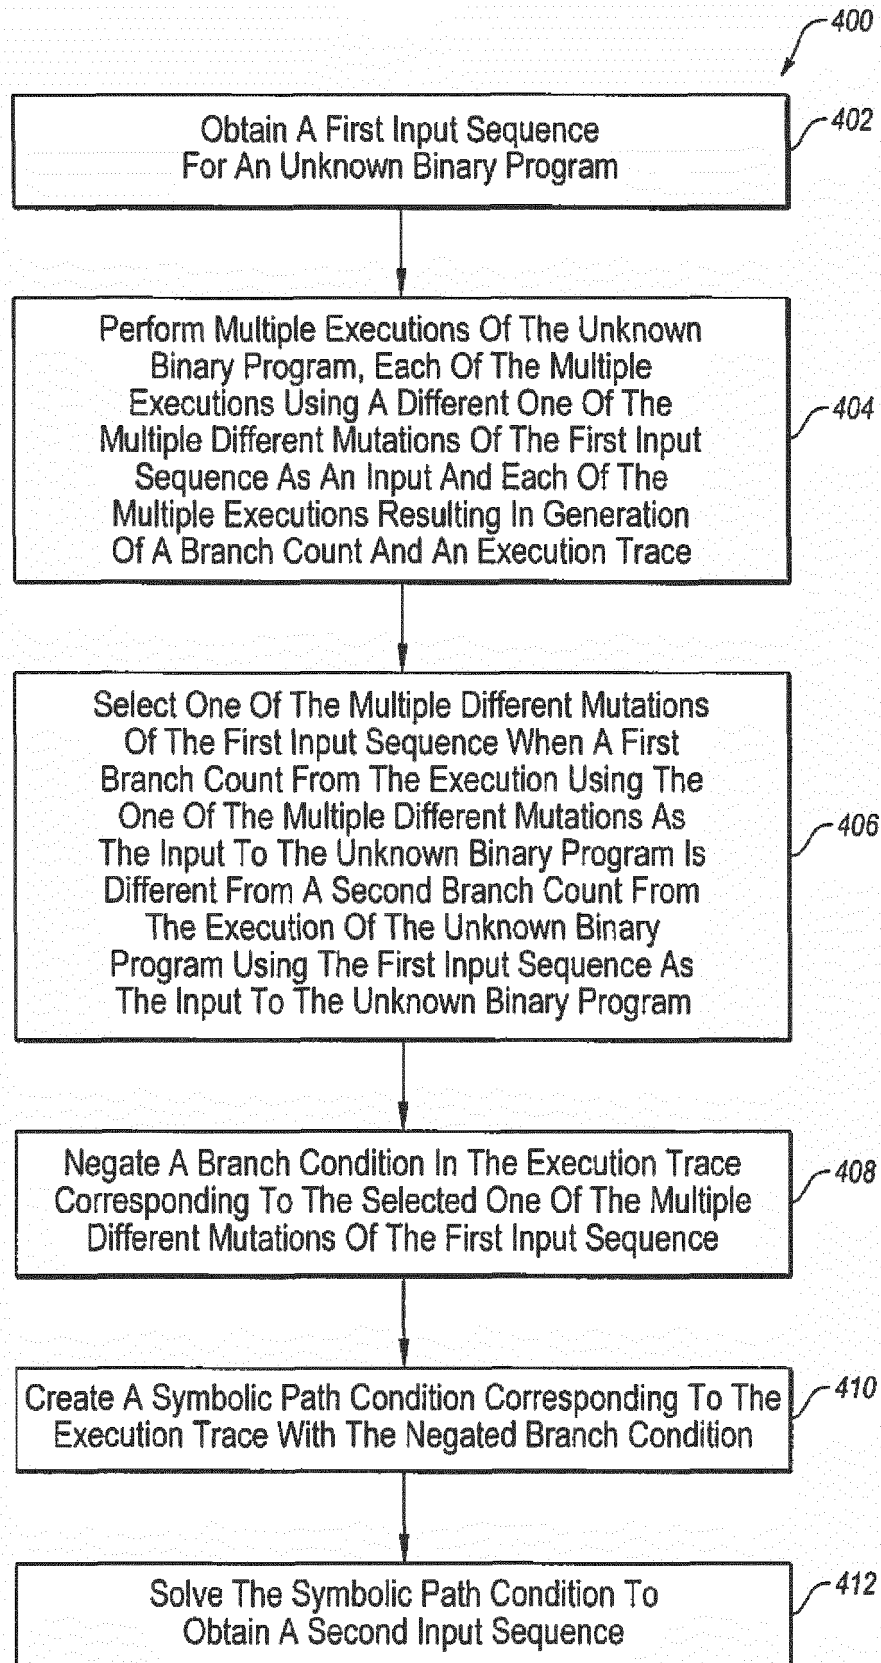 400
Obtain A First Input Sequence
For An Unknown Binary Program
402
Perform Multiple Executions Of The Unknown
Binary Program, Each Of The Multiple
Executions Using A Different One Of The
Multiple Different Mutations Of The First Input
Sequence As An Input And Each Of The
Multiple Executions Resulting In Generation
Of A Branch Count And An Execution Trace
404
Select One Of The Multiple Different Mutations
Of The First Input Sequence When A First
Branch Count From The Execution Using The
One Of The Multiple Different Mutations As
The Input To The Unknown Binary Program Is
Different From A Second Branch Count From
The Execution Of The Unknown Binary
Program Using The First Input Sequence As
The Input To The Unknown Binary Program
406
Negate A Branch Condition In The Execution Trace
Corresponding To The Selected One Of The Multiple
Different Mutations Of The First Input Sequence
408
Create A Symbolic Path Condition Corresponding To The
Execution Trace With The Negated Branch Condition
410
Solve The Symbolic Path Condition To
Obtain A Second Input Sequence
412